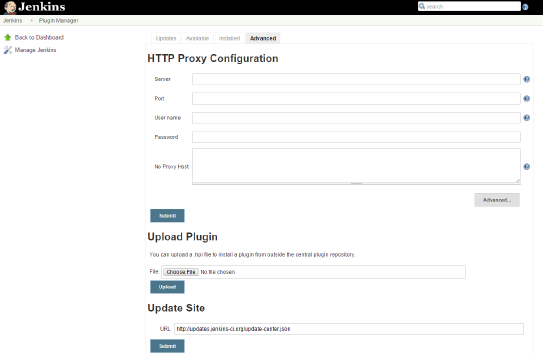 Jenkins
search
Jenkins
Plugin Manager
Back to Dashboard
Manage Jenkins
Updates Available Installed Advanced
HTTP Proxy Configuration
Server
Port
User name
Password
No Proxy Host
Advanced...
Submit
Upload Plugin
You can upload a .hpi file to install a plugin from outside the central plugin repository.
File: Choose File No file chosen
Upload
Update Site
URL http://updates.jenkins-ci.org/update-center.json
Submit